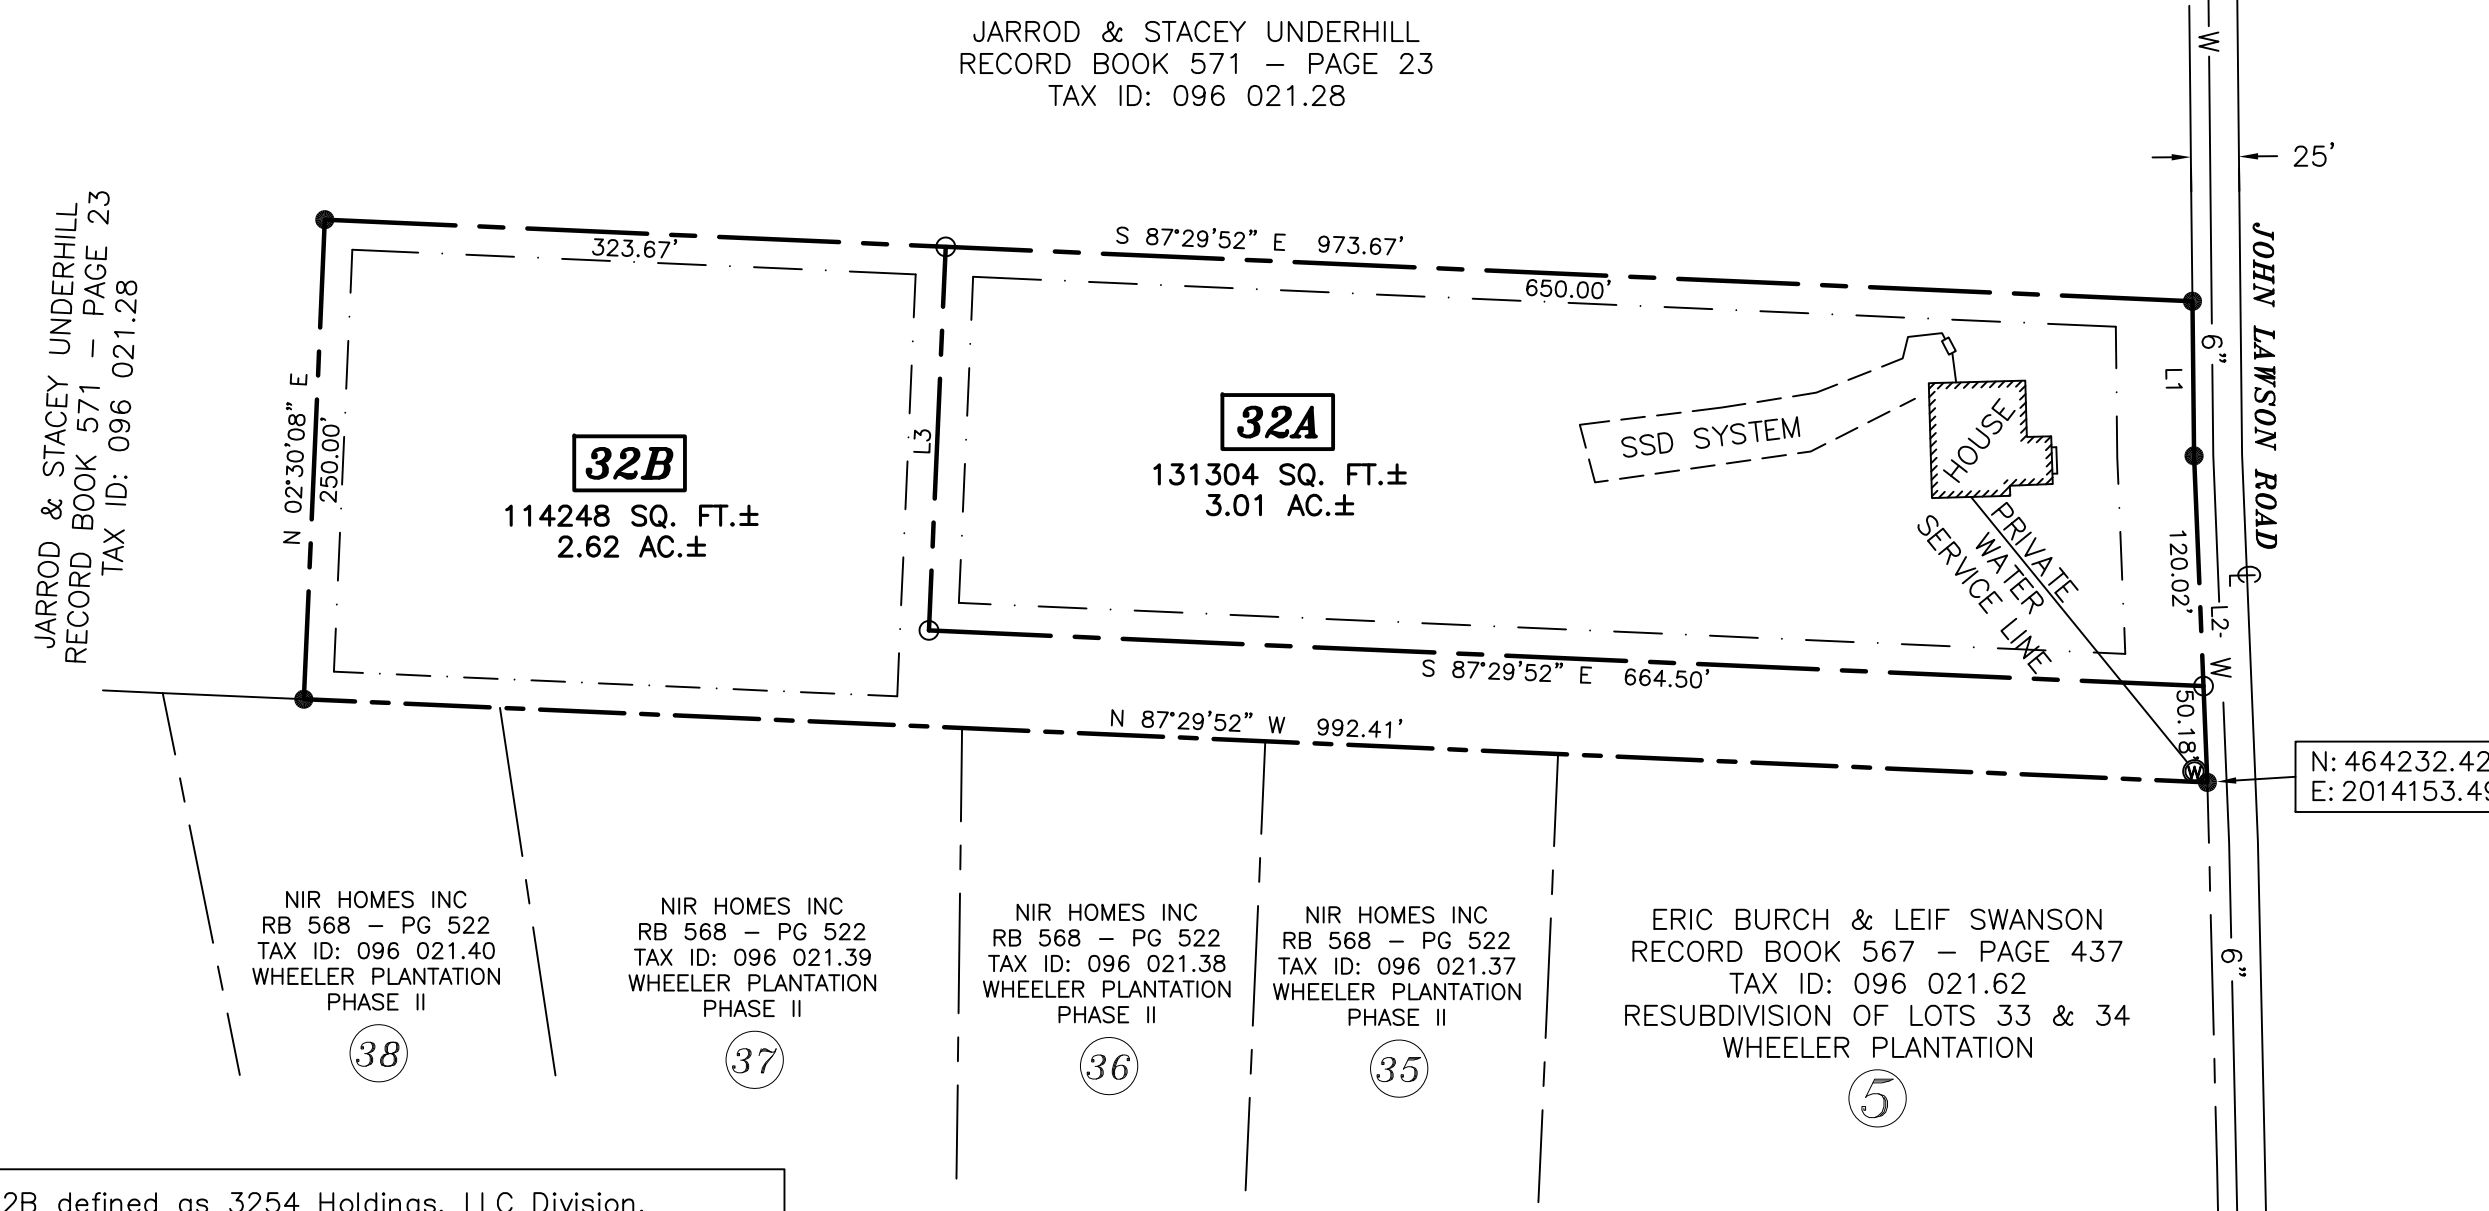 JARROD & STACEY UNDERHILL
RECORD BOOK 571 – PAGE 23
TAX ID: 096 021.28
W
25'
JOHN LAWSON ROAD
JARROD & STACEY UNDERHILL
RECORD BOOK 571 – PAGE 23
TAX ID: 096 021.28
323.67'
S 87°29'52" E 973.67'
650.00'
6"
L1
N 02°30'08" E
250.00'
L3
32B
114248 SQ. FT.±
2.62 AC.±
32A
131304 SQ. FT.±
3.01 AC.±
SSD SYSTEM
HOUSE
PRIVATE
WATER
SERVICE LINE
120.02'
℄
L2-
W
S 87°29'52" E 664.50'
50.18'
N 87°29'52" W 992.41'
W
N: 464232.42
E: 2014153.49
6"
NIR HOMES INC
RB 568 – PG 522
TAX ID: 096 021.40
WHEELER PLANTATION
PHASE II
38
NIR HOMES INC
RB 568 – PG 522
TAX ID: 096 021.39
WHEELER PLANTATION
PHASE II
37
NIR HOMES INC
RB 568 – PG 522
TAX ID: 096 021.38
WHEELER PLANTATION
PHASE II
36
NIR HOMES INC
RB 568 – PG 522
TAX ID: 096 021.37
WHEELER PLANTATION
PHASE II
35
ERIC BURCH & LEIF SWANSON
RECORD BOOK 567 – PAGE 437
TAX ID: 096 021.62
RESUBDIVISION OF LOTS 33 & 34
WHEELER PLANTATION
5
2B defined as 3254 Holdings, LLC Division,